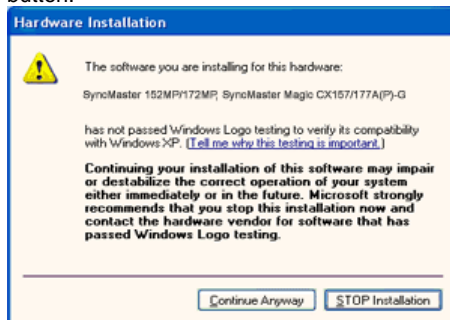 button.
Hardware Installation
The software you are installing for this hardware:
SyncMaster 152MP/172MP, SyncMaster Magic CX157/177A(P)-G
has not passed Windows Logo testing to verify its compatibility
with Windows XP. (Tell me why this testing is important.)
Continuing your installation of this software may impair
or destabilize the correct operation of your system
either immediately or in the future. Microsoft strongly
recommends that you stop this installation now and
contact the hardware vendor for software that has
passed Windows Logo testing.
Continue Anyway
STOP Installation